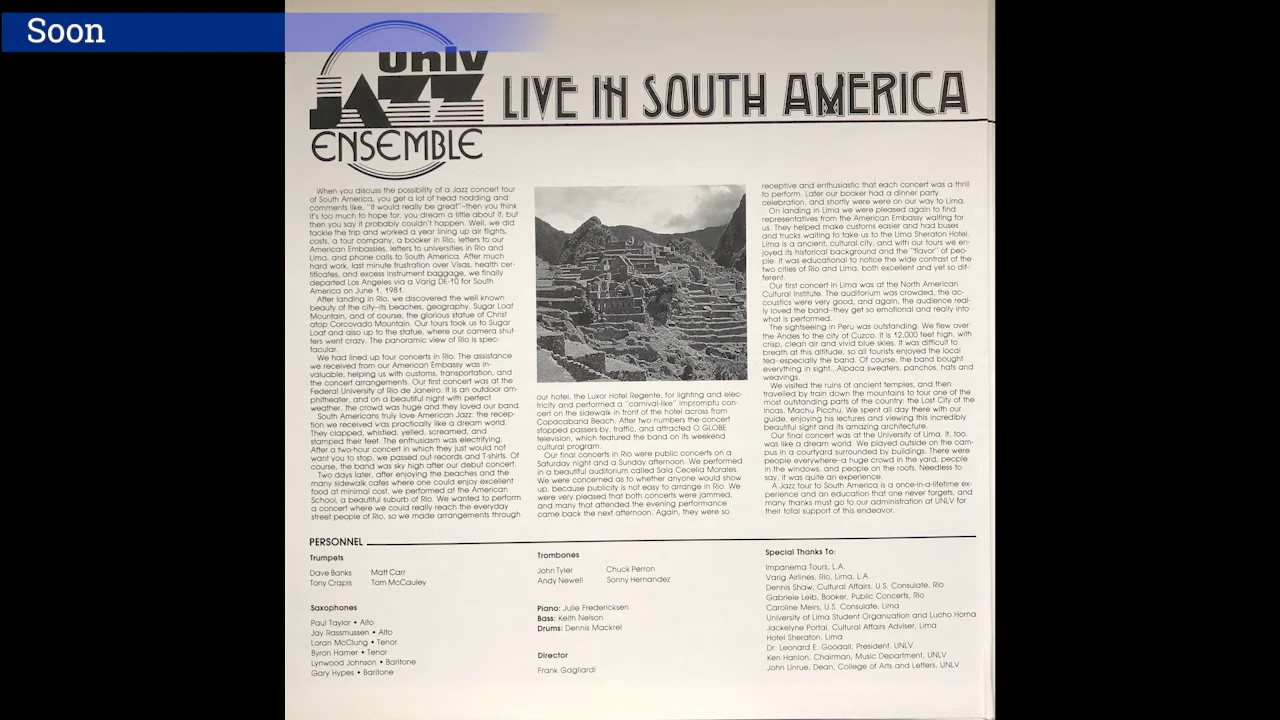 Soon
UNLV
JAZZ
ENSEMBLE
LIVE IN SOUTH AMERICA
When you discuss the possibility of a Jazz concert tour
of South America, you get a lot of head nodding and
comments like, "It would really be great"–then you think
it's too much to hope for, you dream a little about it, but
then you say it probably couldn't happen. Well, we did
tackle the trip and worked a year lining up air flights,
costs, a tour company, a booker in Rio, letters to our
American Embassies, letters to universities in Rio and
Lima, and phone calls to South America. After much
hard work, last minute frustration over Visas, health cer-
tificates, and excess instrument baggage, we finally
departed Los Angeles via a Varig DE-10 for South
America on June 1, 1981.
After landing in Rio, we discovered the well known
beauty of the city–its beaches, geography, Sugar Loaf
Mountain, and of course, the glorious statue of Christ
atop Corcovado Mountain. Our tours took us to Sugar
Loaf and also up to the statue, where our camera shut-
ters went crazy. The panoramic view of Rio is spec-
tacular.
We had lined up four concerts in Rio. The assistance
we received from our American Embassy was in-
valuable, helping us with customs, transportation, and
the concert arrangements. Our first concert was at the
Federal University of Rio de Janeiro. It is an outdoor am-
phitheater, and on a beautiful night with perfect
weather, the crowd was huge and they loved our band.
South Americans truly love American Jazz: the recep-
tion we received was practically like a dream world.
They clapped, whistled, yelled, screamed, and
stamped their feet. The enthusiasm was electrifying.
After a two-hour concert in which they just would not
want you to stop, we passed out records and T-shirts. Of
course, the band was sky high after our debut concert.
Two days later, after enjoying the beaches and the
many sidewalk cafes where one could enjoy excellent
food at minimal cost, we performed at the American
School, a beautiful suburb of Rio. We wanted to perform
a concert where we could really reach the everyday
street people of Rio, so we made arrangements through
our hotel, the Luxor Hotel Regente, for lighting and elec-
tricity and performed a "carnival-like" impromptu con-
cert on the sidewalk in front of the hotel across from
Copacabana Beach. After two numbers the concert
stopped passers-by, traffic, and attracted O GLOBE
television, which featured the band on its weekend
cultural program.
Our final concerts in Rio were public concerts on a
Saturday night and a Sunday afternoon. We performed
in a beautiful auditorium called Sala Cecelia Morales.
We were concerned as to whether anyone would show
up, because publicity is not easy to arrange in Rio. We
were very pleased that both concerts were jammed,
and many that attended the evening performance
came back the next afternoon. Again, they were so
receptive and enthusiastic that each concert was a thrill
to perform. Later our booker had a dinner party
celebration, and shortly were were on our way to Lima.
On landing in Lima we were pleased again to find
representatives from the American Embassy waiting for
us. They helped make customs easier and had buses
and trucks waiting to take us to the Lima Sheraton Hotel.
Lima is a ancient, cultural city, and with our tours we en-
joyed its historical background and the "flavor" of peo-
ple. It was educational to notice the wide contrast of the
two cities of Rio and Lima, both excellent and yet so dif-
ferent.
Our first concert in Lima was at the North American
Cultural Institute. The auditorium was crowded, the ac-
coustics were very good, and again, the audience real-
ly loved the band–they get so emotional and really into
what is performed.
The sightseeing in Peru was outstanding. We flew over
the Andes to the city of Cuzco. It is 12,000 feet high, with
crisp, clean air and vivid blue skies. It was difficult to
breath at this altitude, so all tourists enjoyed the local
tea–especially the band. Of course, the band bought
everything in sight...Alpaca sweaters, panchos, hats and
weavings.
We visited the ruins of ancient temples, and then
travelled by train down the mountains to tour one of the
most outstanding parts of the country: the Lost City of the
Incas, Machu Picchu. We spent all day there with our
guide, enjoying his lectures and viewing this incredibly
beautiful sight and its amazing architecture.
Our final concert was at the University of Lima. It, too,
was like a dream world. We played outside on the cam-
pus in a courtyard surrounded by buildings. There were
people everywhere–a huge crowd in the yard, people
in the windows, and people on the roofs. Needless to
say, it was quite an experience.
A Jazz tour to South America is a once-in-a-lifetime ex-
perience and an education that one never forgets, and
many thanks must go to our administration at UNLV for
their total support of this endeavor.
PERSONNEL
Trumpets
Dave Banks Matt Carr
Tony Crapis Tom McCauley
Saxophones
Paul Taylor • Alto
Jay Rassmussen • Alto
Loran McClung • Tenor
Byron Hamer • Tenor
Lynwood Johnson • Baritone
Gary Hypes • Baritone
Trombones
John Tyler Chuck Perron
Andy Newell Sonny Hernandez
Piano: Julie Fredericksen
Bass: Keith Nelson
Drums: Dennis Mackrel
Director
Frank Gagliardi
Special Thanks To:
Impanema Tours, L.A.
Varig Airlines, Rio, Lima, L.A.
Dennis Shaw, Cultural Affairs, U.S. Consulate, Rio
Gabriele Leib, Booker, Public Concerts, Rio
Caroline Meirs, U.S. Consulate, Lima
University of Lima Student Organization and Lucho Horna
Jackelyne Portal, Cultural Affairs Adviser, Lima
Hotel Sheraton, Lima
Dr. Leonard E. Goodall, President, UNLV
Ken Hanlon, Chairman, Music Department, UNLV
John Unrue, Dean, College of Arts and Letters, UNLV